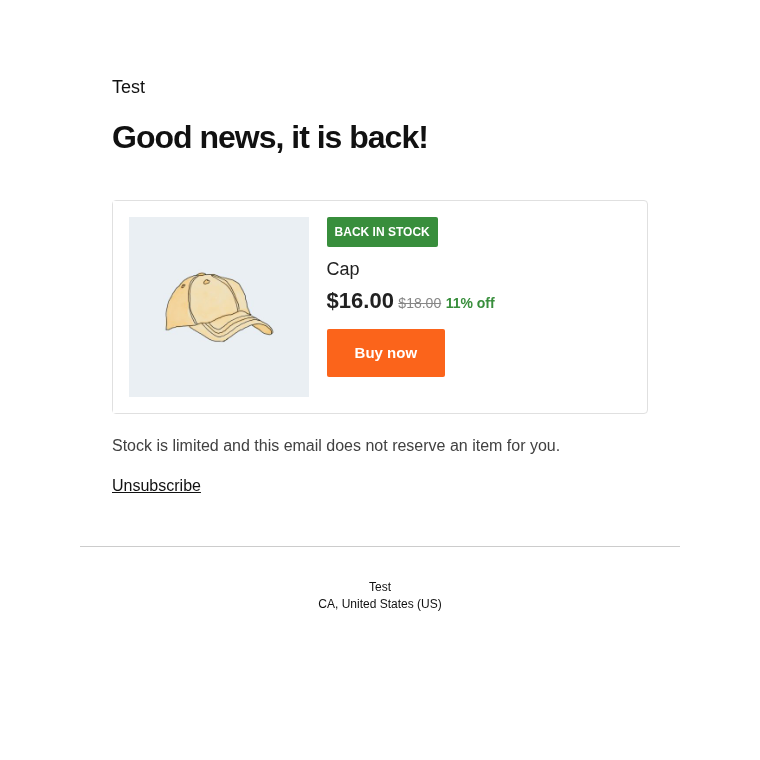 Test
Good news, it is back!
BACK IN STOCK
Cap
$16.00 $18.00 11% off
Buy now
Stock is limited and this email does not reserve an item for you.
Unsubscribe
Test
CA, United States (US)